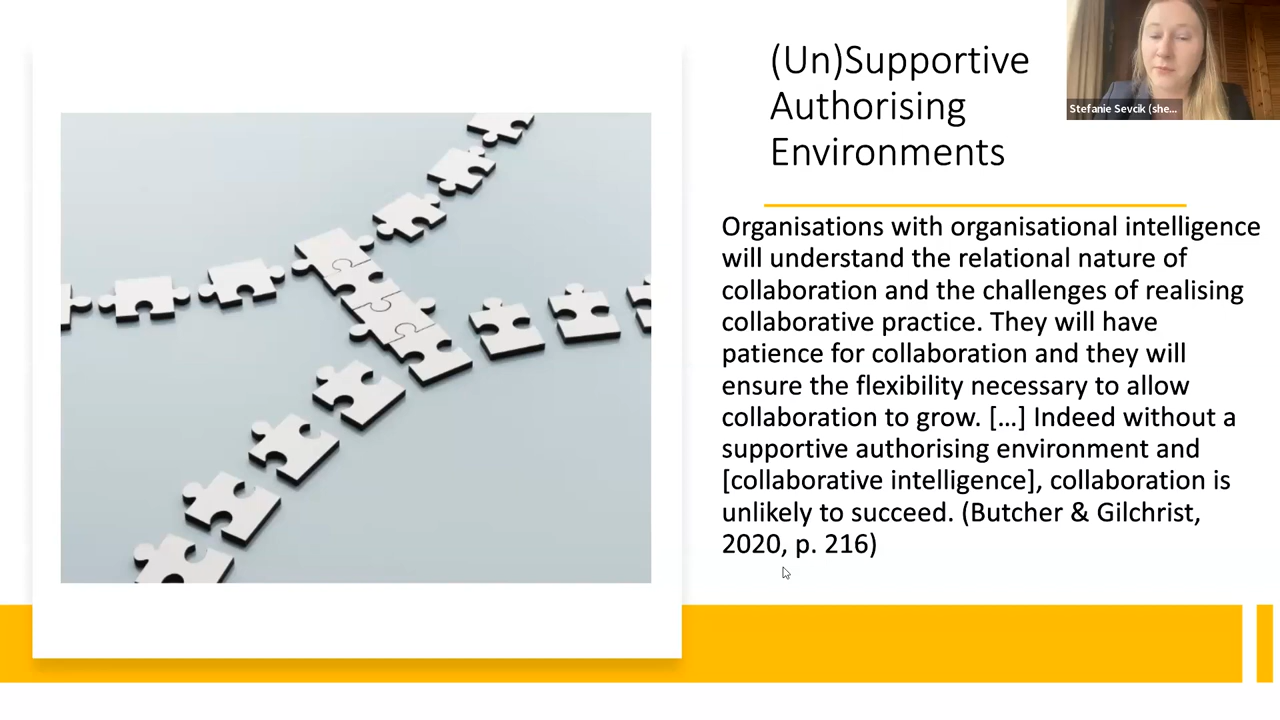 (Un)Supportive
Authorising
Environments
Stefanie Sevcik (she...
Organisations with organisational intelligence
will understand the relational nature of
collaboration and the challenges of realising
collaborative practice. They will have
patience for collaboration and they will
ensure the flexibility necessary to allow
collaboration to grow. […] Indeed without a
supportive authorising environment and
[collaborative intelligence], collaboration is
unlikely to succeed. (Butcher & Gilchrist,
2020, p. 216)